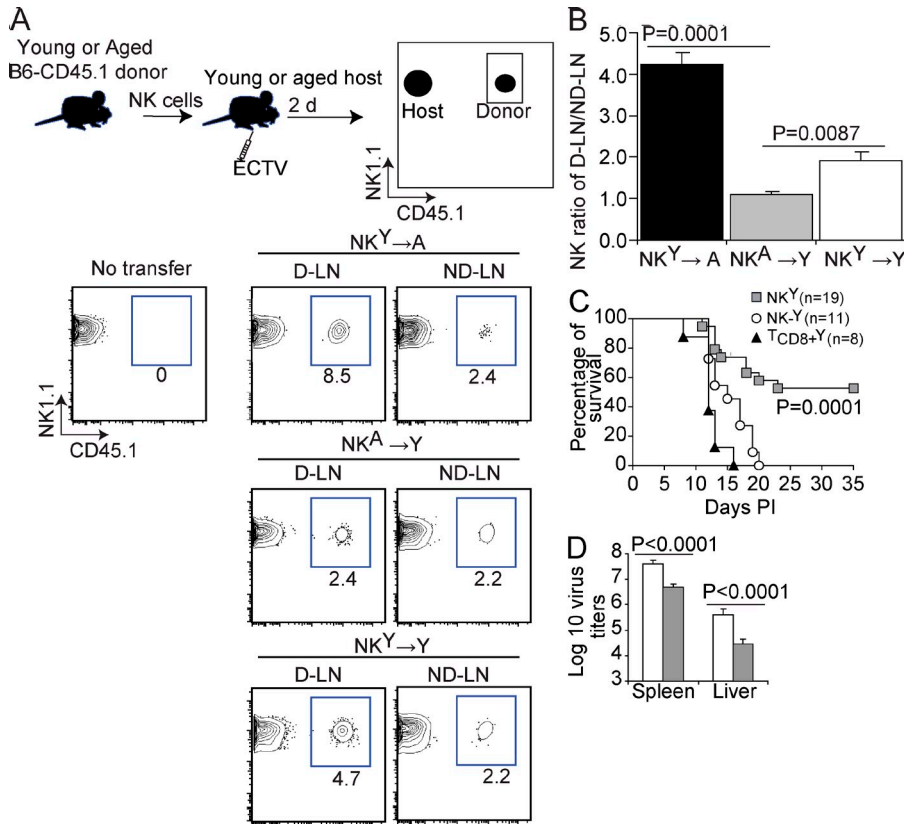 A
Young or Aged
B6-CD45.1 donor
NK cells
Young or aged host
2 d
ECTV
Host
Donor
NK1.1
CD45.1
NKY→A
No transfer
D-LN
ND-LN
0
8.5
2.4
NK1.1
CD45.1
NKA→Y
D-LN
ND-LN
2.4
2.2
NKY→Y
D-LN
ND-LN
4.7
2.2
B
P=0.0001
P=0.0087
NK ratio of D-LN/ND-LN
5.0
4.0
3.0
2.0
1.0
0.0
NKY→A
NKA→Y
NKY→Y
C
NKY(n=19)
NK-Y(n=11)
TCD8+Y(n=8)
Percentage of
survival
100
80
60
40
20
0
P=0.0001
0 5 10 15 20 25 30 35
Days PI
D
P<0.0001
P<0.0001
Log 10 virus
titers
8
7
6
5
4
3
Spleen
Liver